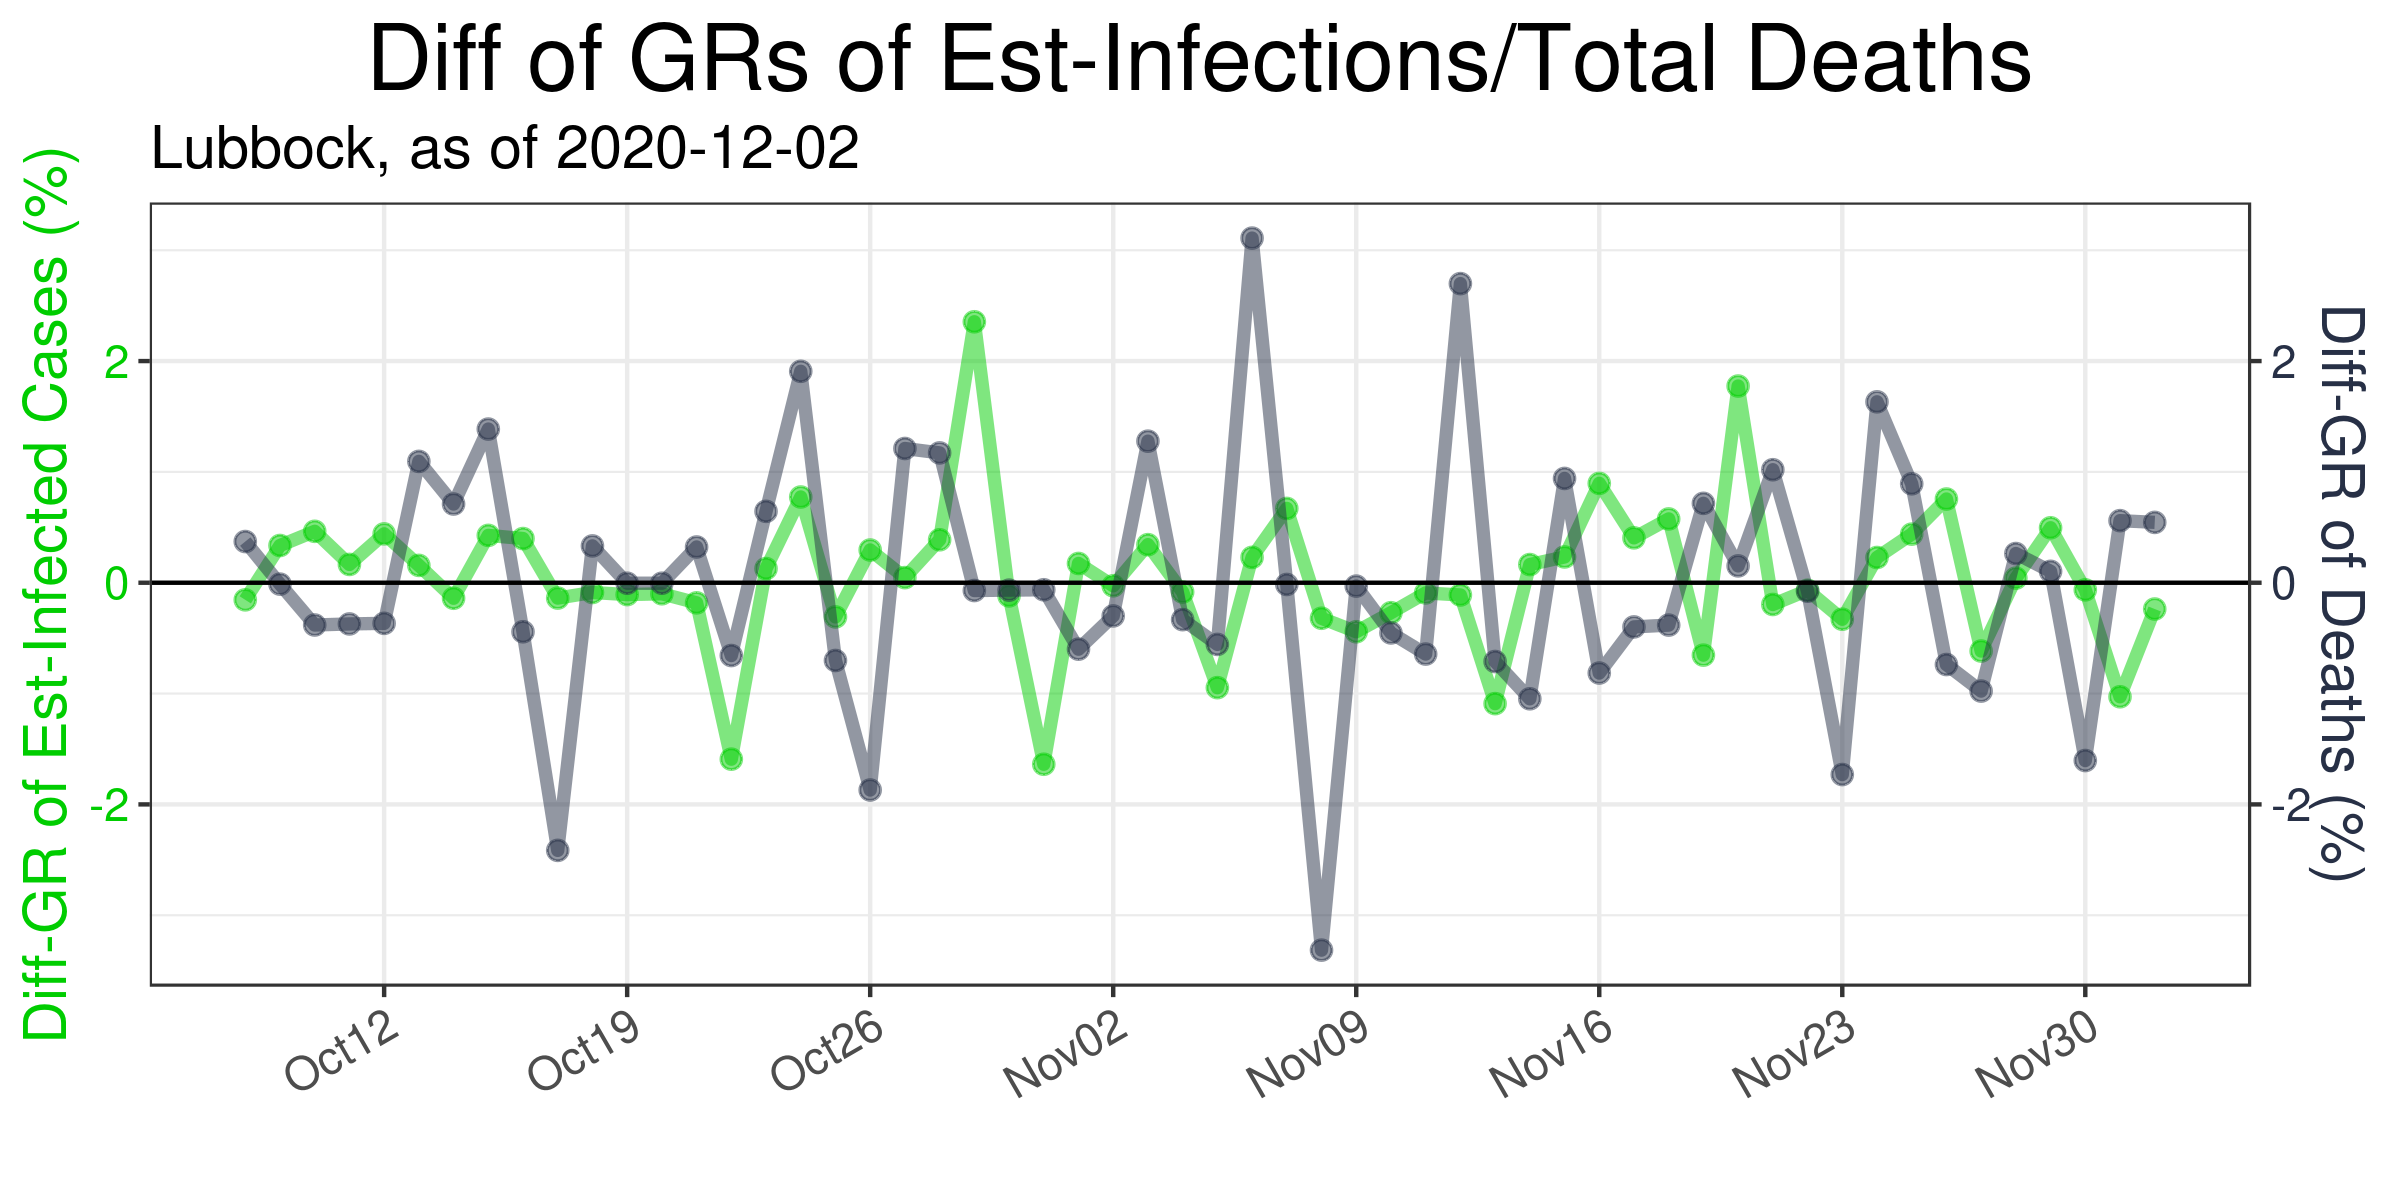 Diff of GRs of Est-Infections/Total Deaths
Lubbock, as of 2020-12-02
Diff-GR of Est-Infected Cases (%)
2
0
-2
2
0
-2
Diff-GR of Deaths (%)
Oct12
Oct19
Oct26
Nov02
Nov09
Nov16
Nov23
Nov30